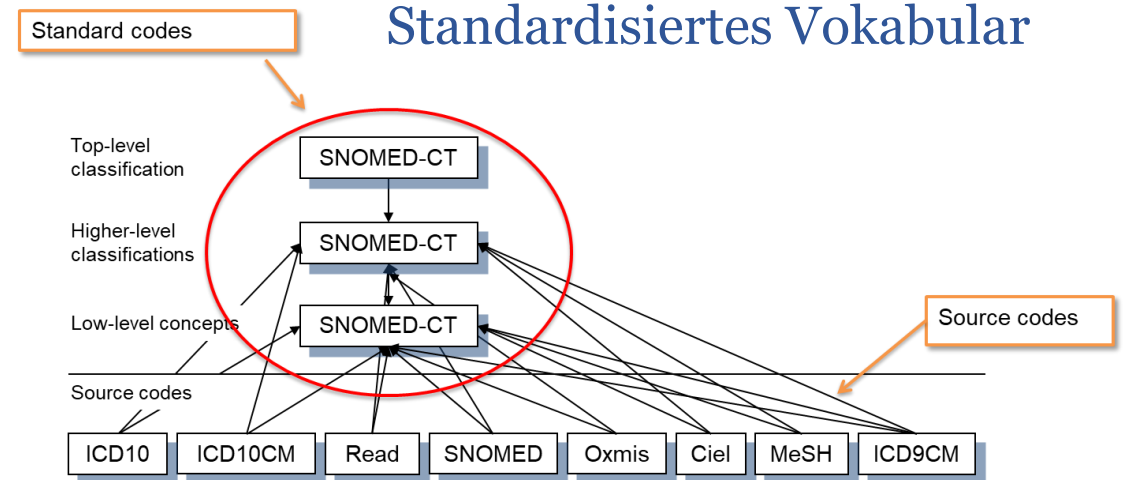 Standardisiertes Vokabular
Standard codes
Top-level
classification
SNOMED-CT
Higher-level
classifications
SNOMED-CT
Low-level concepts
SNOMED-CT
Source codes
Source codes
ICD10
ICD10CM
Read
SNOMED
Oxmis
Ciel
MeSH
ICD9CM